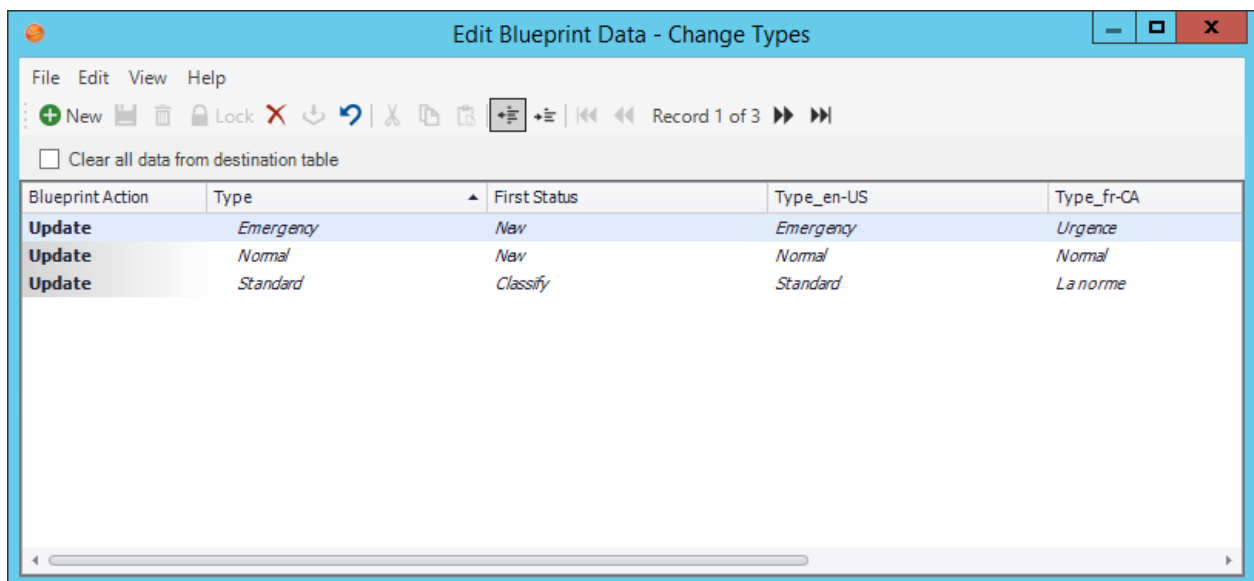 Edit Blueprint Data - Change Types
File Edit View Help
New Lock Record 1 of 3
Clear all data from destination table
Blueprint Action Type First Status Type_en-US Type_fr-CA
Update Emergency New Emergency Urgence
Update Normal New Normal Normal
Update Standard Classify Standard La norme